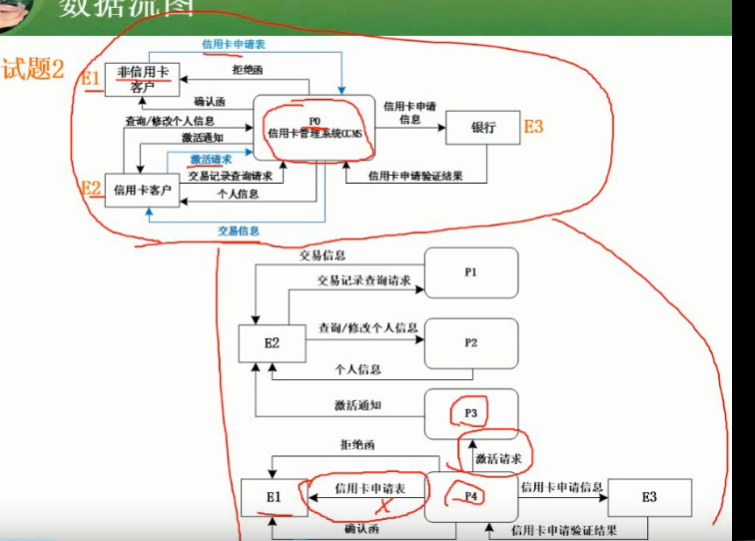 数据流图
试题2
信用卡申请表
E1
非信用卡
客户
拒绝函
确认函
查询/修改个人信息
激活通知
激活请求
P0
信用卡管理系统CCMS
信用卡申请
信息
银行
E3
E2
信用卡客户
交易记录查询请求
个人信息
信用卡申请验证结果
交易信息
交易信息
P1
交易记录查询请求
E2
查询/修改个人信息
P2
个人信息
激活通知
P3
激活请求
拒绝函
E1
信用卡申请表
P4
信用卡申请信息
E3
确认函
信用卡申请验证结果